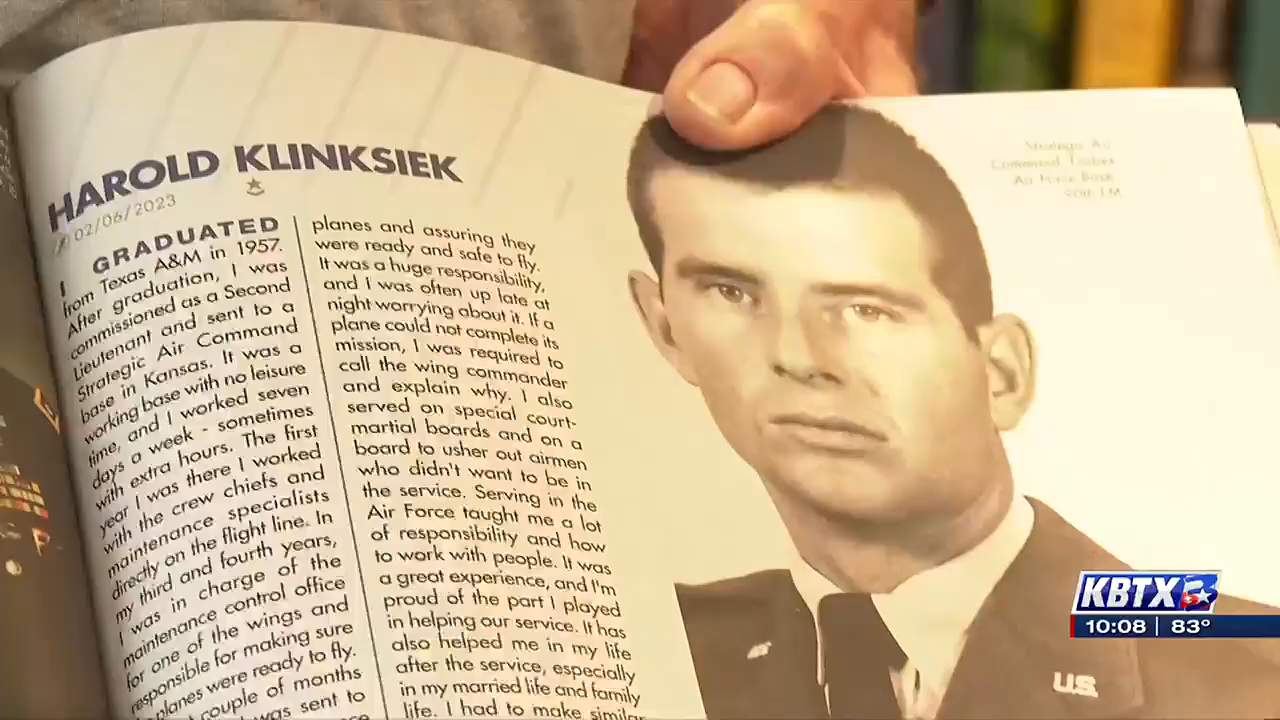 HAROLD KLINKSIEK
02/06/2023
I GRADUATED
from Texas A&M in 1957.
After graduation, I was
commissioned as a Second
Lieutenant and sent to a
Strategic Air Command
base in Kansas. It was a
working base with no leisure
time, and I worked seven
days a week - sometimes
with extra hours. The first
year I was there I worked
with the crew chiefs and
maintenance specialists
directly on the flight line. In
my third and fourth years,
I was in charge of the
maintenance control office
for one of the wings and
responsible for making sure
planes were ready to fly.
couple of months
was sent to
planes and assuring they
were ready and safe to fly.
It was a huge responsibility,
and I was often up late at
night worrying about it. If a
plane could not complete its
mission, I was required to
call the wing commander
and explain why. I also
served on special court-
martial boards and on a
board to usher out airmen
who didn't want to be in
the service. Serving in the
Air Force taught me a lot
of responsibility and how
to work with people. It was
a great experience, and I'm
proud of the part I played
in helping our service. It has
also helped me in my life
after the service, especially
in my married life and family
life. I had to make similar
Strategic Air
Command
Air Force Base
U.S.
KBTX 3
10:08 | 83°